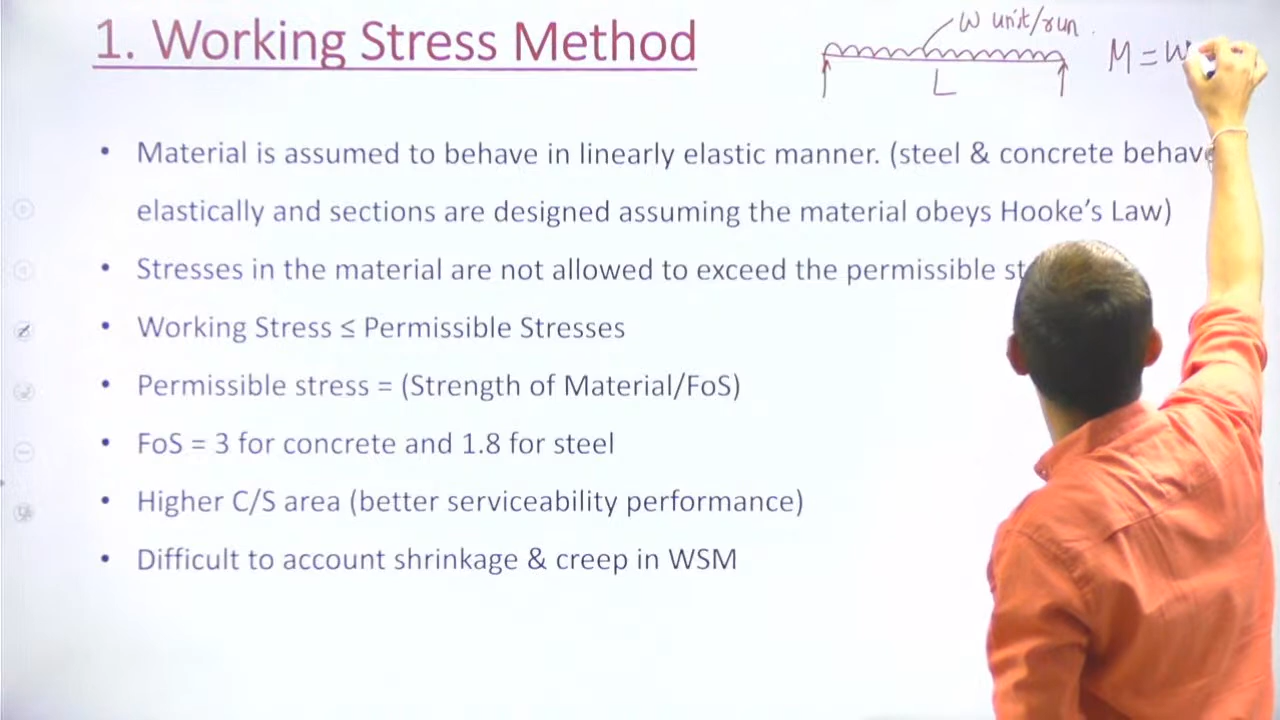 1. Working Stress Method
w unit/run
M = w
L
• Material is assumed to behave in linearly elastic manner. (steel & concrete behave
elastically and sections are designed assuming the material obeys Hooke's Law)
• Stresses in the material are not allowed to exceed the permissible st
• Working Stress ≤ Permissible Stresses
• Permissible stress = (Strength of Material/FoS)
• FoS = 3 for concrete and 1.8 for steel
• Higher C/S area (better serviceability performance)
• Difficult to account shrinkage & creep in WSM